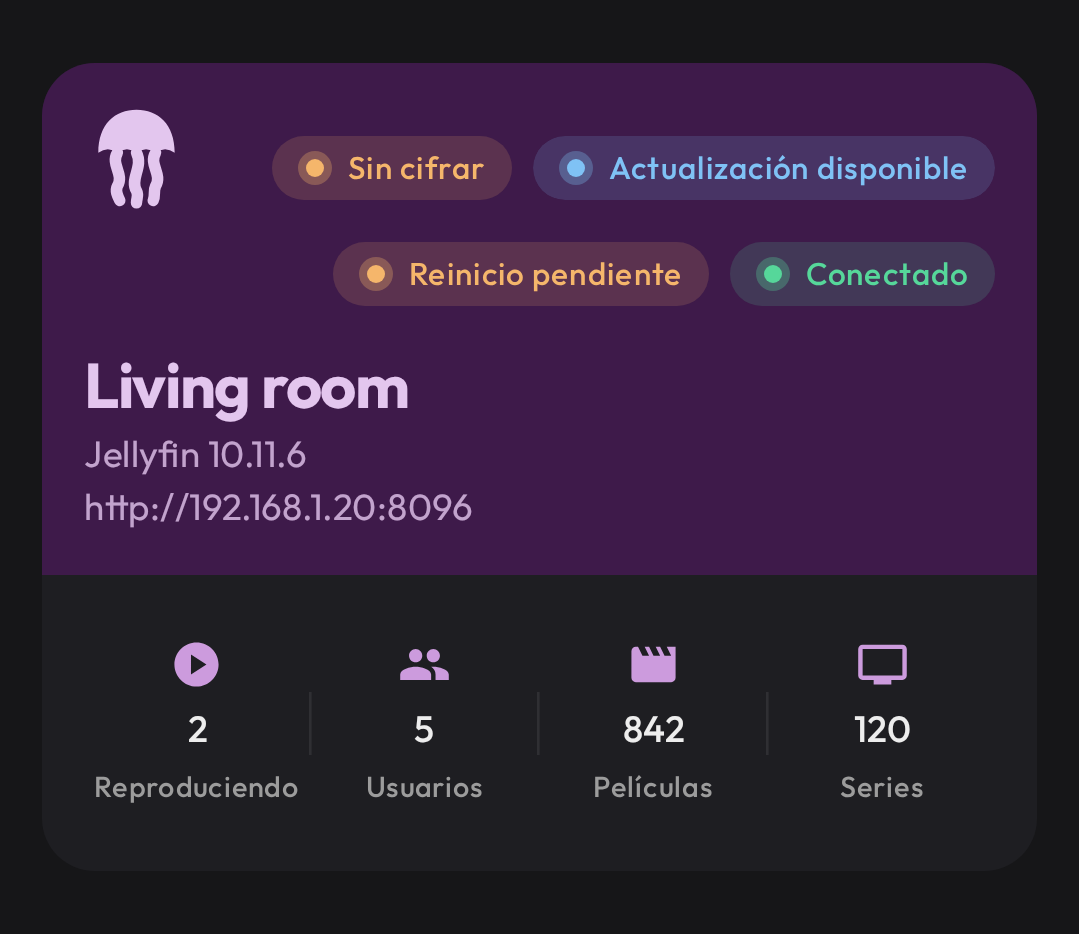 Sin cifrar
Actualización disponible
Reinicio pendiente
Conectado
Living room
Jellyfin 10.11.6
http://192.168.1.20:8096
2
5
842
120
Reproduciendo
Usuarios
Películas
Series